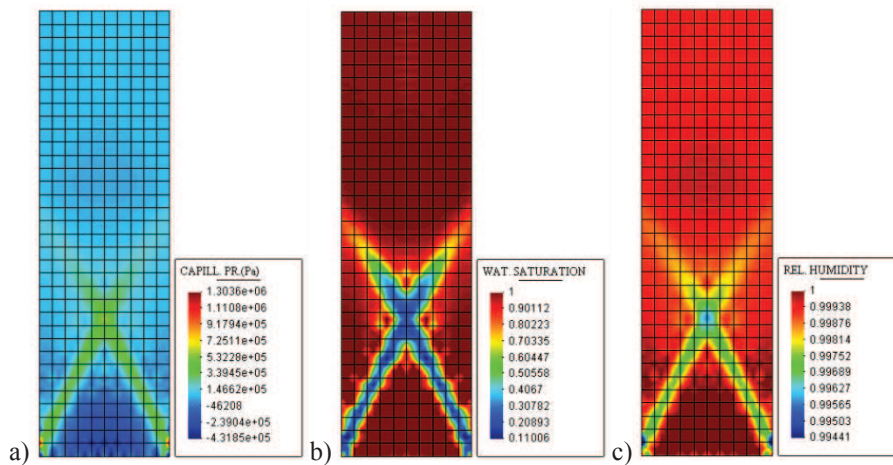 CAPILL. PR.(Pa)
1.3036e+06
1.1108e+06
9.1794e+05
7.2511e+05
5.3228e+05
3.3945e+05
1.4662e+05
-46208
-2.3904e+05
-4.3185e+05
a)
WAT. SATURATION
1
0.90112
0.80223
0.70335
0.60447
0.50558
0.4067
0.30782
0.20893
0.11006
b)
REL. HUMIDITY
1
0.99938
0.99876
0.99814
0.99752
0.99689
0.99627
0.99565
0.99503
0.99441
c)